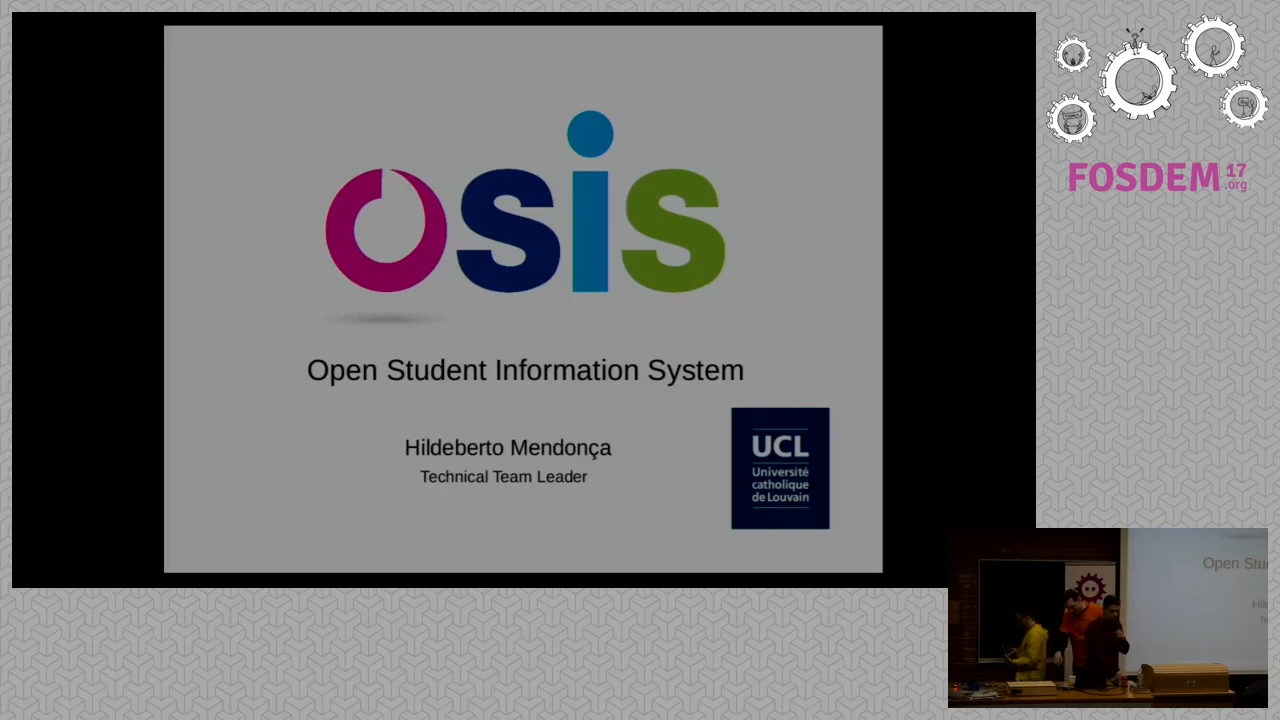 osis
Open Student Information System
Hildeberto Mendonça
Technical Team Leader
UCL
Université
catholique
de Louvain
FOSDEM 17
.org
Open Stu